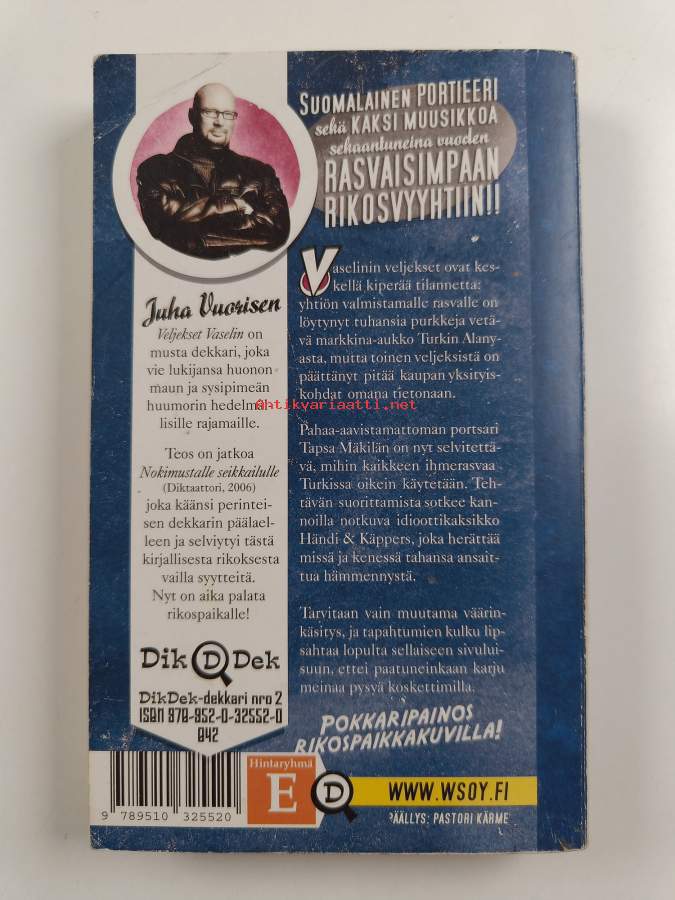 SUOMALAINEN PORTIEERI
sekä KAKSI MUUSIKKOA
sekaantuneina vuoden
RASVAISIMPAAN
RIKOSVYYHTIIN!!
Juha Vuorisen
Veljekset Vaselin on
musta dekkari, joka
vie lukijansa huonon
maun ja sysipimeän
huumorin hedelmäl-
lisille rajamaille.
Teos on jatkoa
Nokimustalle seikkailulle
(Diktaattori, 2006)
joka käänsi perintei-
sen dekkarin päälael-
leen ja selviytyi tästä
kirjallisesta rikoksesta
vailla syytteitä.
Nyt on aika palata
rikospaikalle!
Dik D Dek
DikDek-dekkari nro 2
ISBN 978-952-0-32552-0
842
Vaselinin veljekset ovat kes-
kellä kiperää tilannetta:
yhtiön valmistamalle rasvalle on
löytynyt tuhansia purkkeja vetä-
vä markkina-aukko Turkin Alany-
asta, mutta toinen veljeksistä on
päättänyt pitää kaupan yksityis-
kohdat omana tietonaan.
Antikvariaatti.net
Pahaa-aavistamattoman portsari
Tapsa Mäkilän on nyt selvitettä-
vä, mihin kaikkeen ihmerasvaa
Turkissa oikein käytetään. Teh-
tävän suorittamista sotkee kan-
noilla notkuva idioottikaksikko
Händi & Käppers, joka herättää
missä ja kenessä tahansa ansait-
tua hämmennystä.
Tarvitaan vain muutama väärin-
käsitys, ja tapahtumien kulku lip-
sahtaa lopulta sellaiseen sivului-
suun, ettei paatuneinkaan karju
meinaa pysyä koskettimilla.
POKKARIPAINOS
RIKOSPAIKKAKUVILLA!
Hintaryhmä
E
D
WWW.WSOY.FI
PÄÄLLYS: PASTORI KÄRME
9 789510 325520